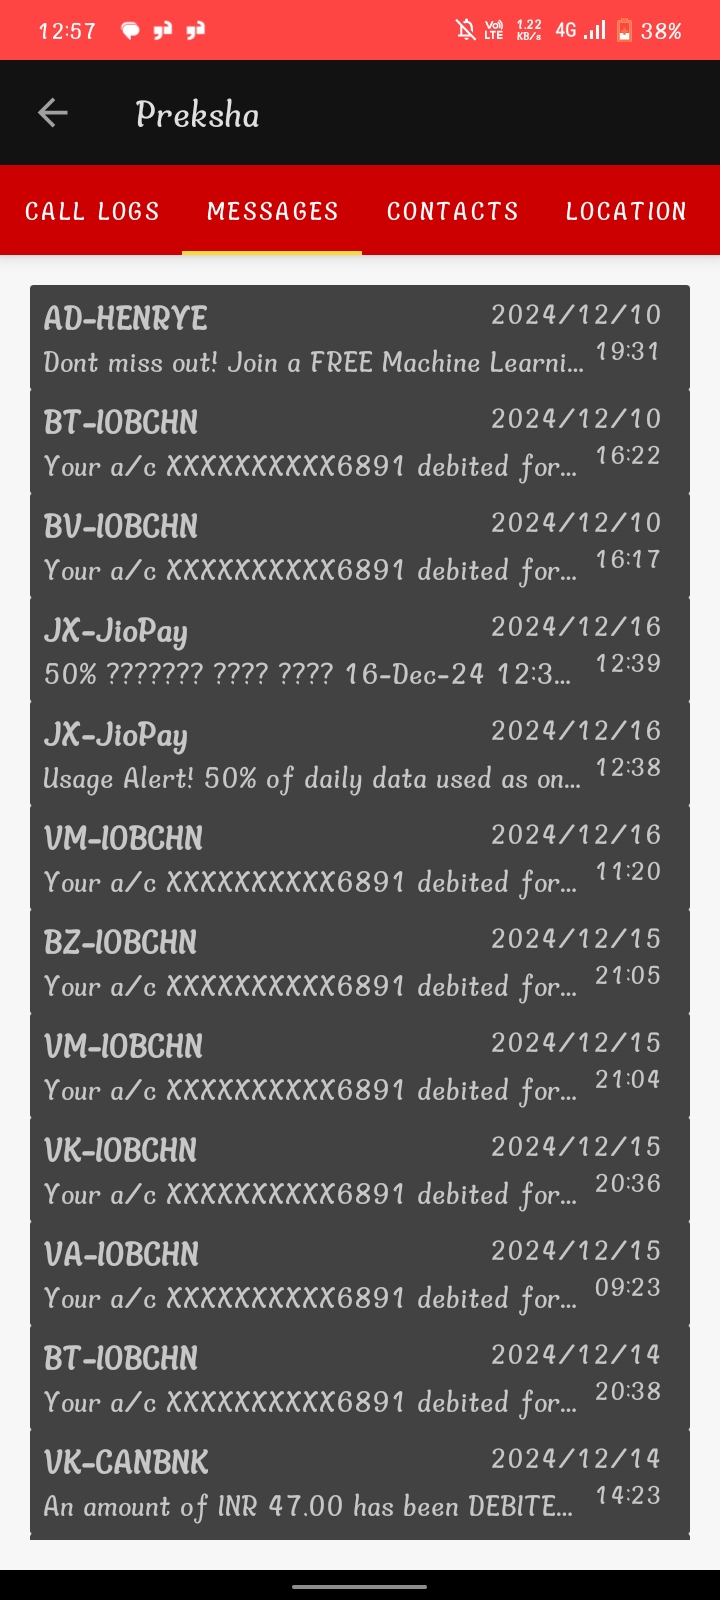 12:57 1.22 KB/s 4G 38%
Vo) LTE
Preksha
CALL LOGS MESSAGES CONTACTS LOCATION
AD-HENRYE 2024/12/10
Dont miss out! Join a FREE Machine Learni... 19:31
BT-IOBCHN 2024/12/10
Your a/c XXXXXXXXXX6891 debited for... 16:22
BV-IOBCHN 2024/12/10
Your a/c XXXXXXXXXX6891 debited for... 16:17
JX-JioPay 2024/12/16
50% ??????? ???? ???? 16-Dec-24 12:3... 12:39
JX-JioPay 2024/12/16
Usage Alert! 50% of daily data used as on... 12:38
VM-IOBCHN 2024/12/16
Your a/c XXXXXXXXXX6891 debited for... 11:20
BZ-IOBCHN 2024/12/15
Your a/c XXXXXXXXXX6891 debited for... 21:05
VM-IOBCHN 2024/12/15
Your a/c XXXXXXXXXX6891 debited for... 21:04
VK-IOBCHN 2024/12/15
Your a/c XXXXXXXXXX6891 debited for... 20:36
VA-IOBCHN 2024/12/15
Your a/c XXXXXXXXXX6891 debited for... 09:23
BT-IOBCHN 2024/12/14
Your a/c XXXXXXXXXX6891 debited for... 20:38
VK-CANBNK 2024/12/14
An amount of INR 47.00 has been DEBITE... 14:23